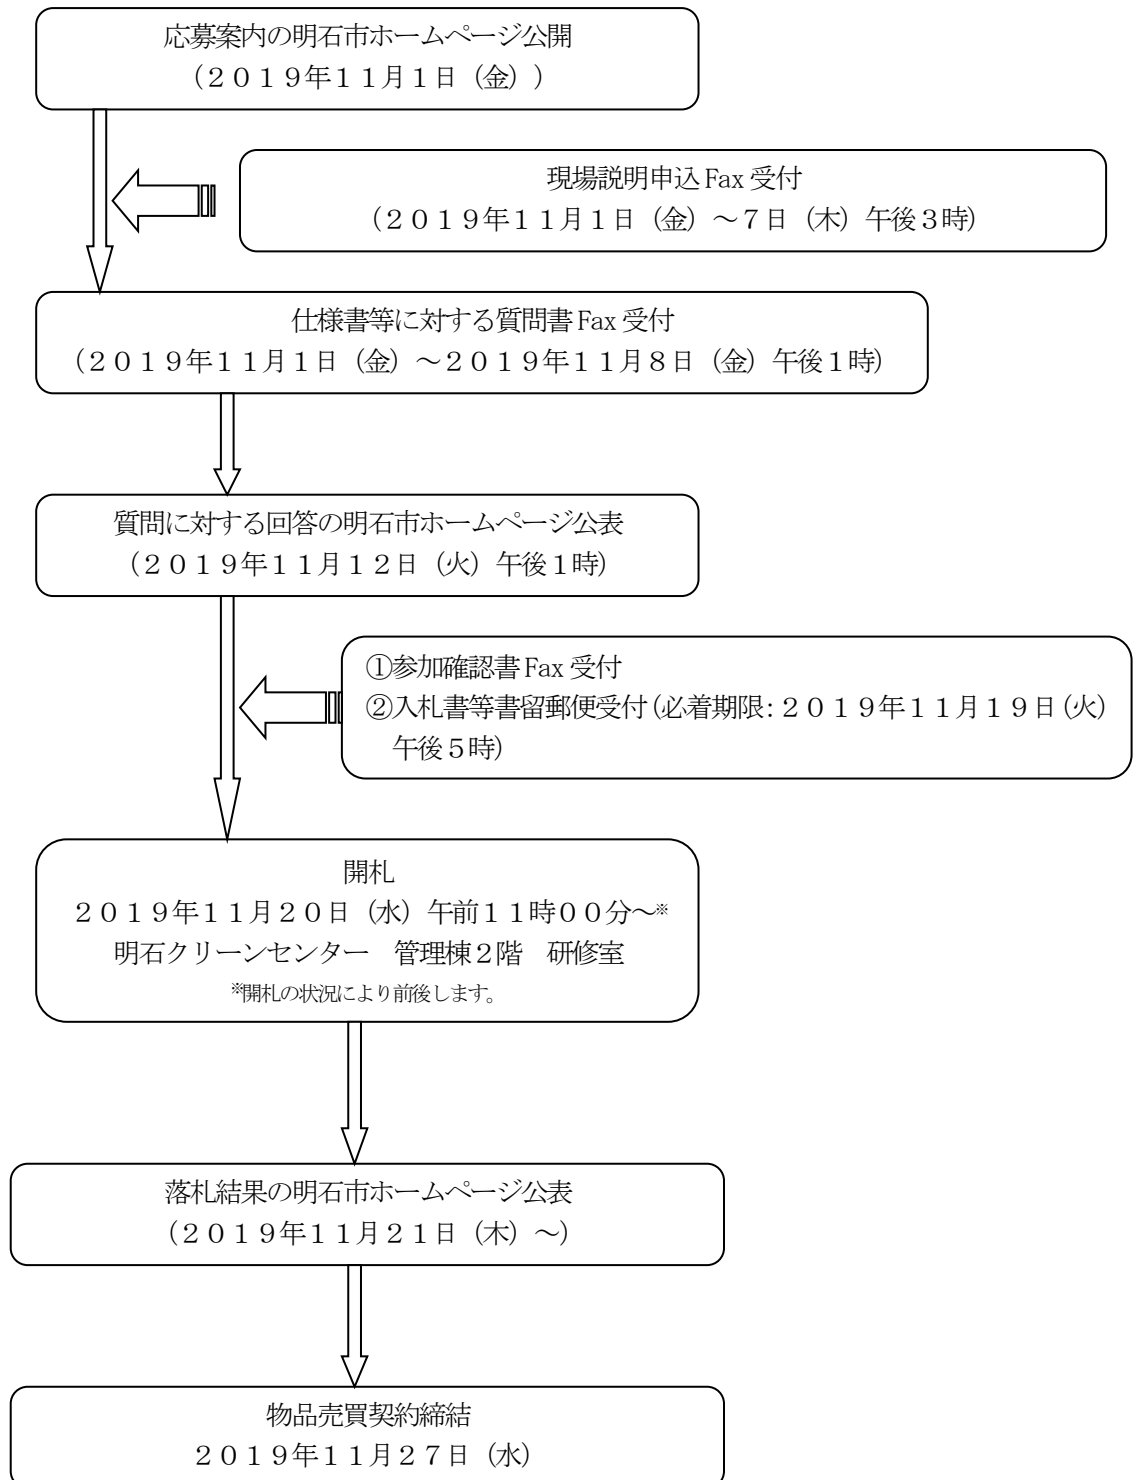 応募案内の明石市ホームページ公開
（２０１９年１１月１日（金））
現場説明申込 Fax 受付
（２０１９年１１月１日（金）～７日（木）午後３時）
仕様書等に対する質問書 Fax 受付
（２０１９年１１月１日（金）～２０１９年１１月８日（金）午後１時）
質問に対する回答の明石市ホームページ公表
（２０１９年１１月１２日（火）午後１時）
①参加確認書 Fax 受付
②入札書等書留郵便受付(必着期限:２０１９年１１月１９日(火)
午後５時)
開札
２０１９年１１月２０日（水）午前１１時００分～※
明石クリーンセンター　管理棟２階　研修室
※開札の状況により前後します。
落札結果の明石市ホームページ公表
（２０１９年１１月２１日（木）～）
物品売買契約締結
２０１９年１１月２７日（水）